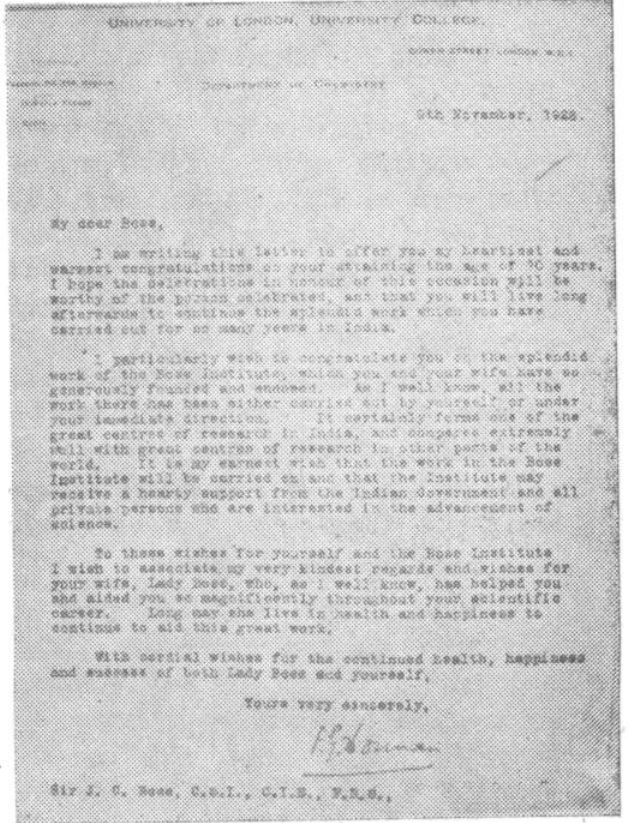 UNIVERSITY OF LONDON, UNIVERSITY COLLEGE.
GOWER STREET LONDON W.C.1
DEPARTMENT OF CHEMISTRY
9th November, 1928.
My dear Bose,
I am writing this letter to offer you my heartiest and
warmest congratulations on your attaining the age of 70 years.
I hope the celebrations in honour of this occasion will be
worthy of the person celebrated, and that you will live long
afterwards to continue the splendid work which you have
carried out for so many years in India.
I particularly wish to congratulate you on the splendid
work of the Bose Institute, which you and your wife have so
generously founded and endowed. As I well know, all the
work there has been either carried out by yourself or under
your immediate direction. It certainly forms one of the
great centres of research in India, and compares extremely
well with great centres of research in other parts of the
world. It is my earnest wish that the work in the Bose
Institute will be carried on and that the Institute may
receive a hearty support from the Indian Government and all
private persons who are interested in the advancement of
science.
To these wishes for yourself and the Bose Institute
I wish to associate my very kindest regards and wishes for
your wife, Lady Bose, who, as I well know, has helped you
and aided you so magnificently throughout your scientific
career. Long may she live in health and happiness to
continue to aid this great work.
With cordial wishes for the continued health, happiness
and success of both Lady Bose and yourself,
Yours very sincerely,
Sir J. C. Bose, C.S.I., C.I.E., F.R.S.,